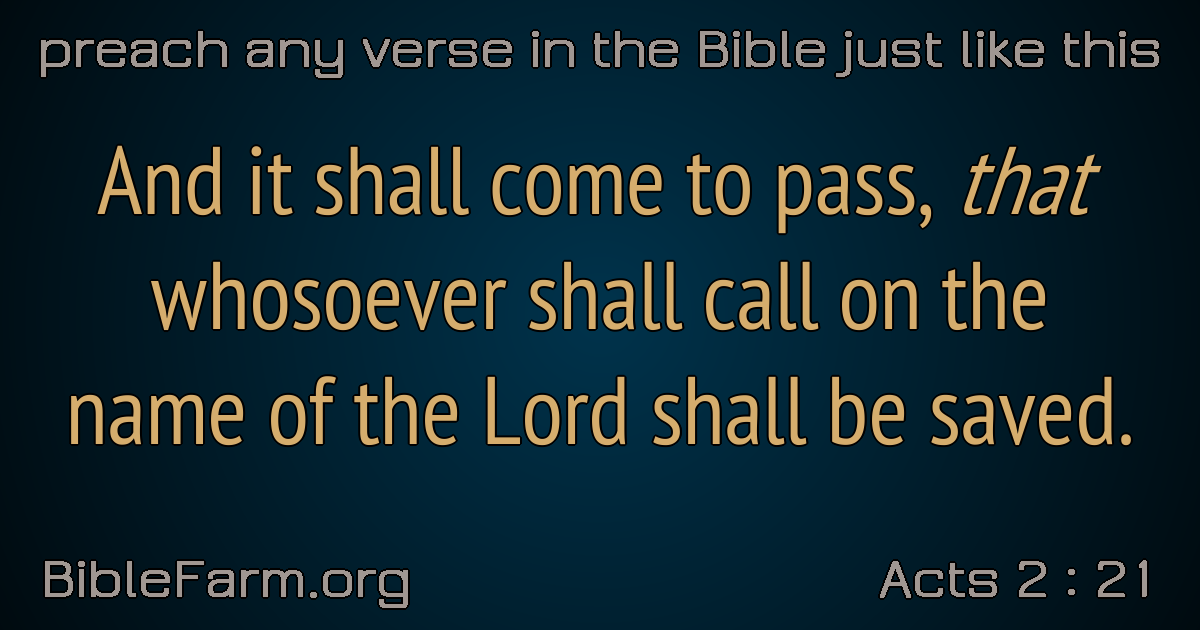 preach any verse in the Bible just like this
And it shall come to pass, that
whosoever shall call on the
name of the Lord shall be saved.
BibleFarm.org
Acts 2 : 21